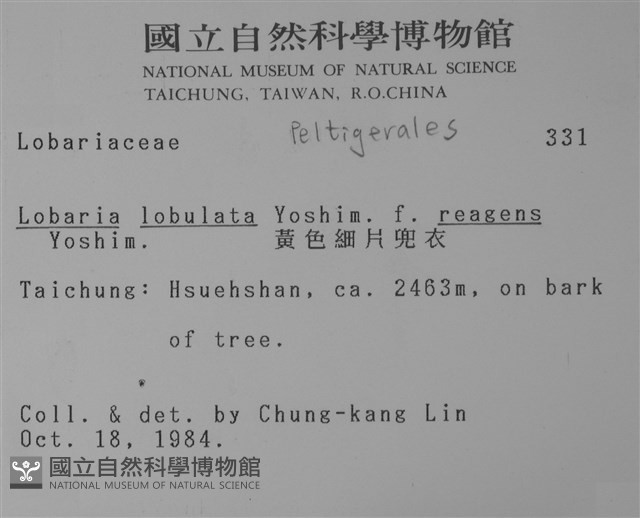 國立自然科學博物館
NATIONAL MUSEUM OF NATURAL SCIENCE
TAICHUNG, TAIWAN, R.O.CHINA
Lobariaceae Peltigerales 331
Lobaria lobulata Yoshim. f. reagens
Yoshim. 黃色細片兜衣
Taichung: Hsuehshan, ca. 2463m, on bark
of tree.
Coll. & det. by Chung-kang Lin
Oct. 18, 1984.
國立自然科學博物館
NATIONAL MUSEUM OF NATURAL SCIENCE